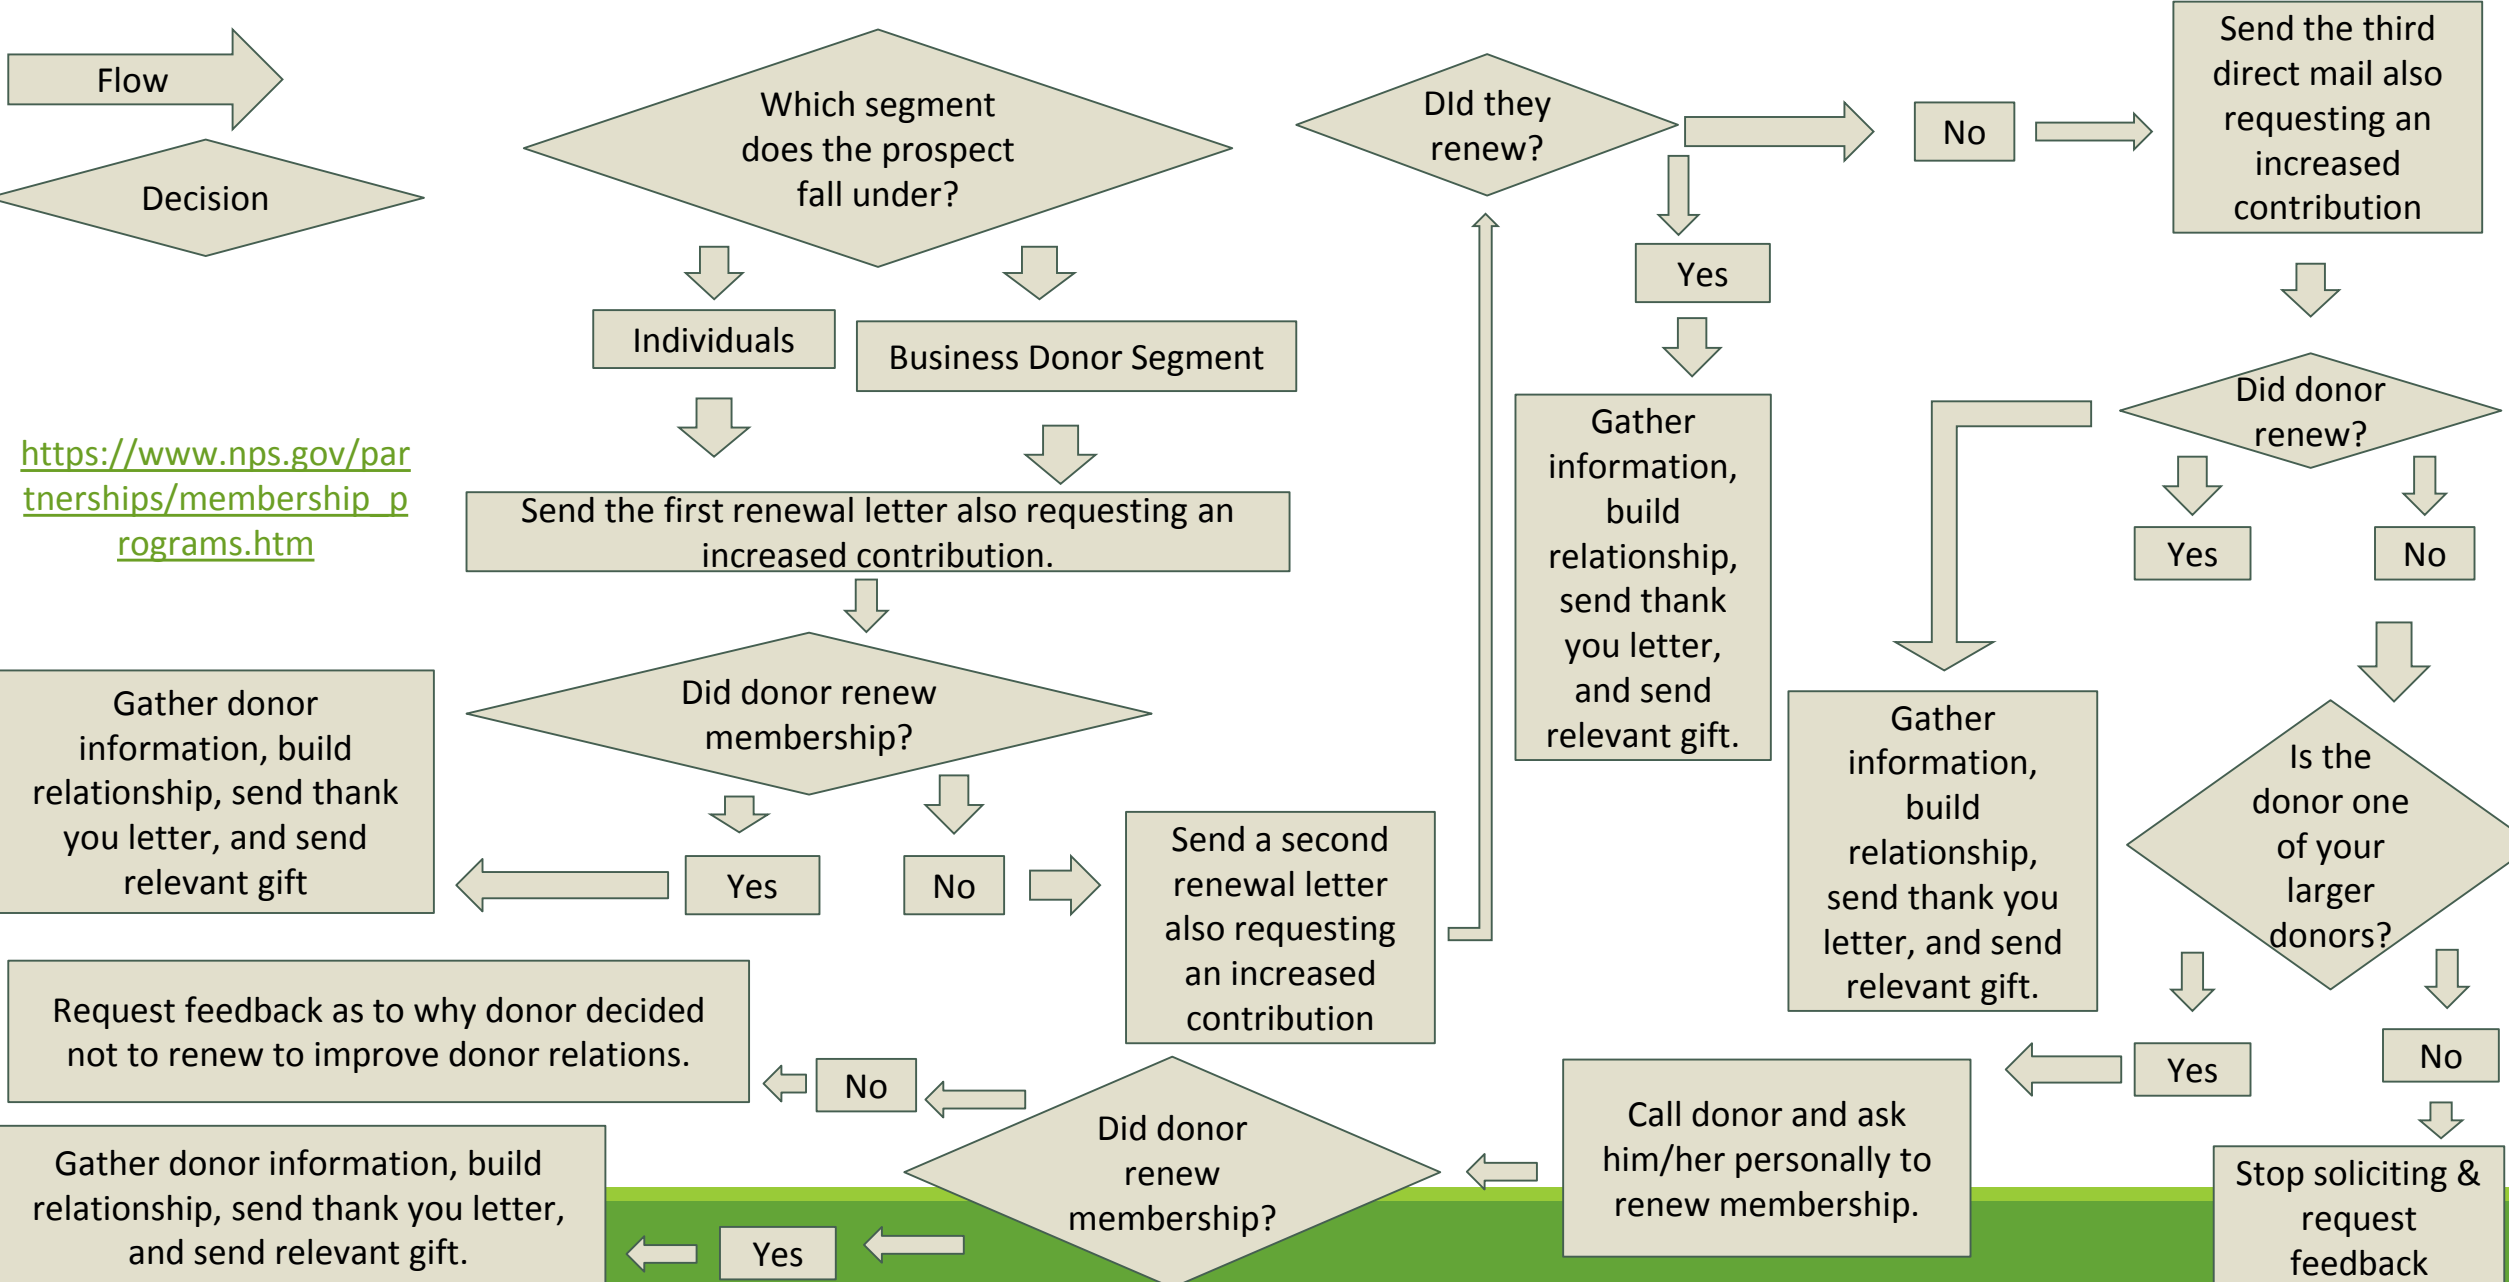 Flow
Decision
https://www.nps.gov/par
tnerships/membership_p
rograms.htm
Which segment
does the prospect
fall under?
Individuals
Business Donor Segment
Send the first renewal letter also requesting an
increased contribution.
Did donor renew
membership?
Yes
No
Gather donor
information, build
relationship, send thank
you letter, and send
relevant gift
Send a second
renewal letter
also requesting
an increased
contribution
DId they
renew?
No
Yes
Gather
information,
build
relationship,
send thank
you letter,
and send
relevant gift.
Send the third
direct mail also
requesting an
increased
contribution
Did donor
renew?
Yes
No
Gather
information,
build
relationship,
send thank you
letter, and send
relevant gift.
Is the
donor one
of your
larger
donors?
Yes
No
Stop soliciting &
request
feedback
Call donor and ask
him/her personally to
renew membership.
Did donor
renew
membership?
No
Request feedback as to why donor decided
not to renew to improve donor relations.
Yes
Gather donor information, build
relationship, send thank you letter,
and send relevant gift.